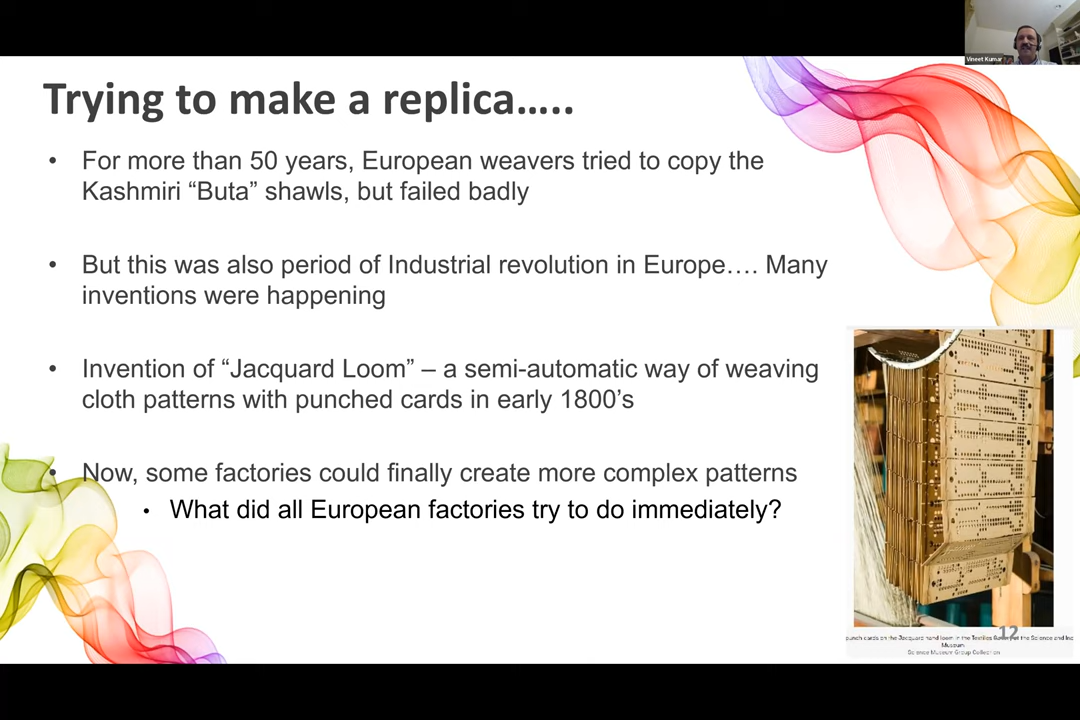 Vineet Kumar
Trying to make a replica…..
• For more than 50 years, European weavers tried to copy the
Kashmiri “Buta” shawls, but failed badly
• But this was also period of Industrial revolution in Europe…. Many
inventions were happening
• Invention of “Jacquard Loom” – a semi-automatic way of weaving
cloth patterns with punched cards in early 1800’s
• Now, some factories could finally create more complex patterns
• What did all European factories try to do immediately?
12
punch cards on the Jacquard hand loom in the Textiles at the Science and
Museum
Science Museum Group Collection